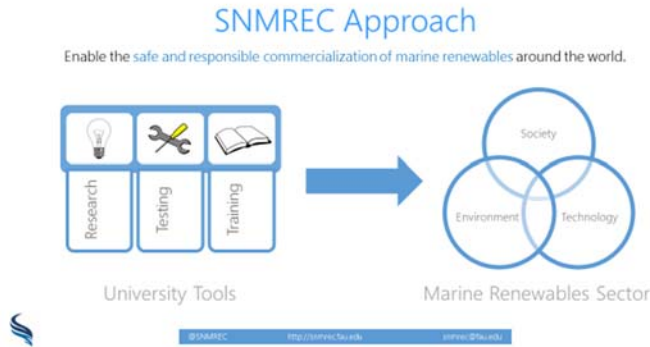 SNMREC Approach
Enable the safe and responsible commercialization of marine renewables around the world.
Research
Testing
Training
Society
Environment
Technology
University Tools
Marine Renewables Sector
@SNMREC http://snmrec.fau.edu snmrec@fau.edu